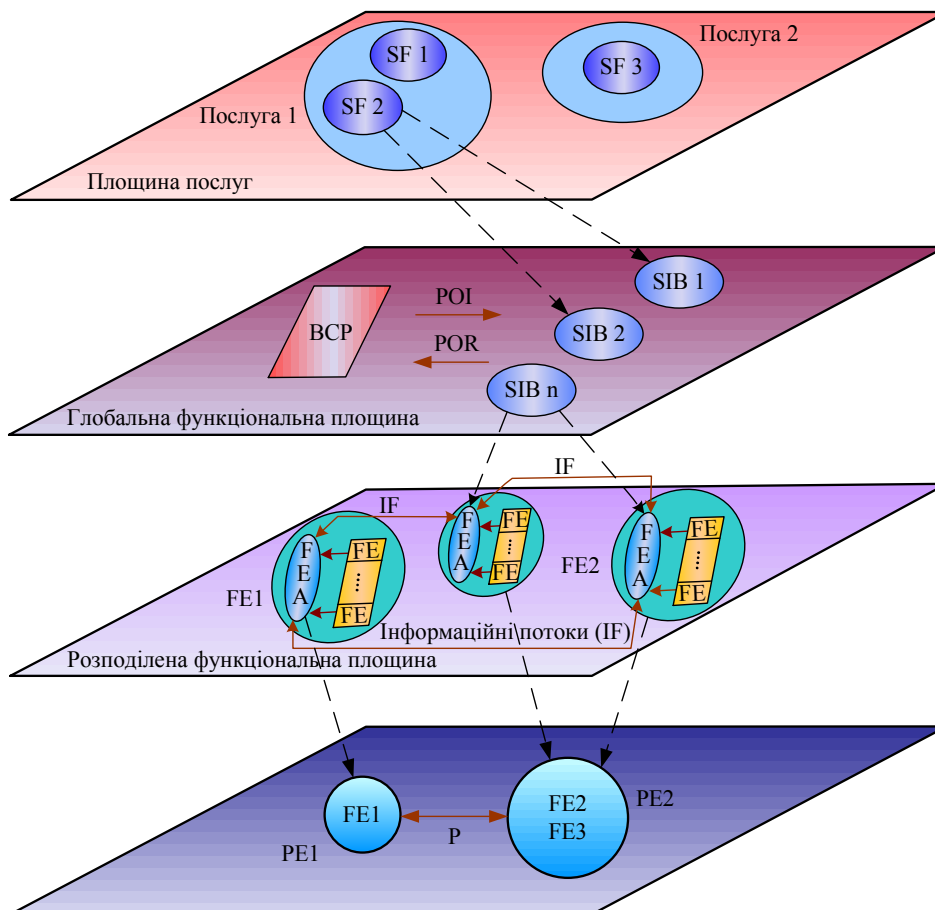 SF 1
Послуга 2
SF 3
SF 2
Послуга 1
Площина послуг
SIB 1
POI
BCP
SIB 2
POR
SIB n
Глобальна функціональна площина
IF
IF
F
E
A
FE
....
FE
F
E
A
FE
....
FE
F
E
A
FE
....
FE
FE1
FE2
Інформаційні потоки (IF)
Розподілена функціональна площина
FE1
FE2
FE3
PE2
P
PE1